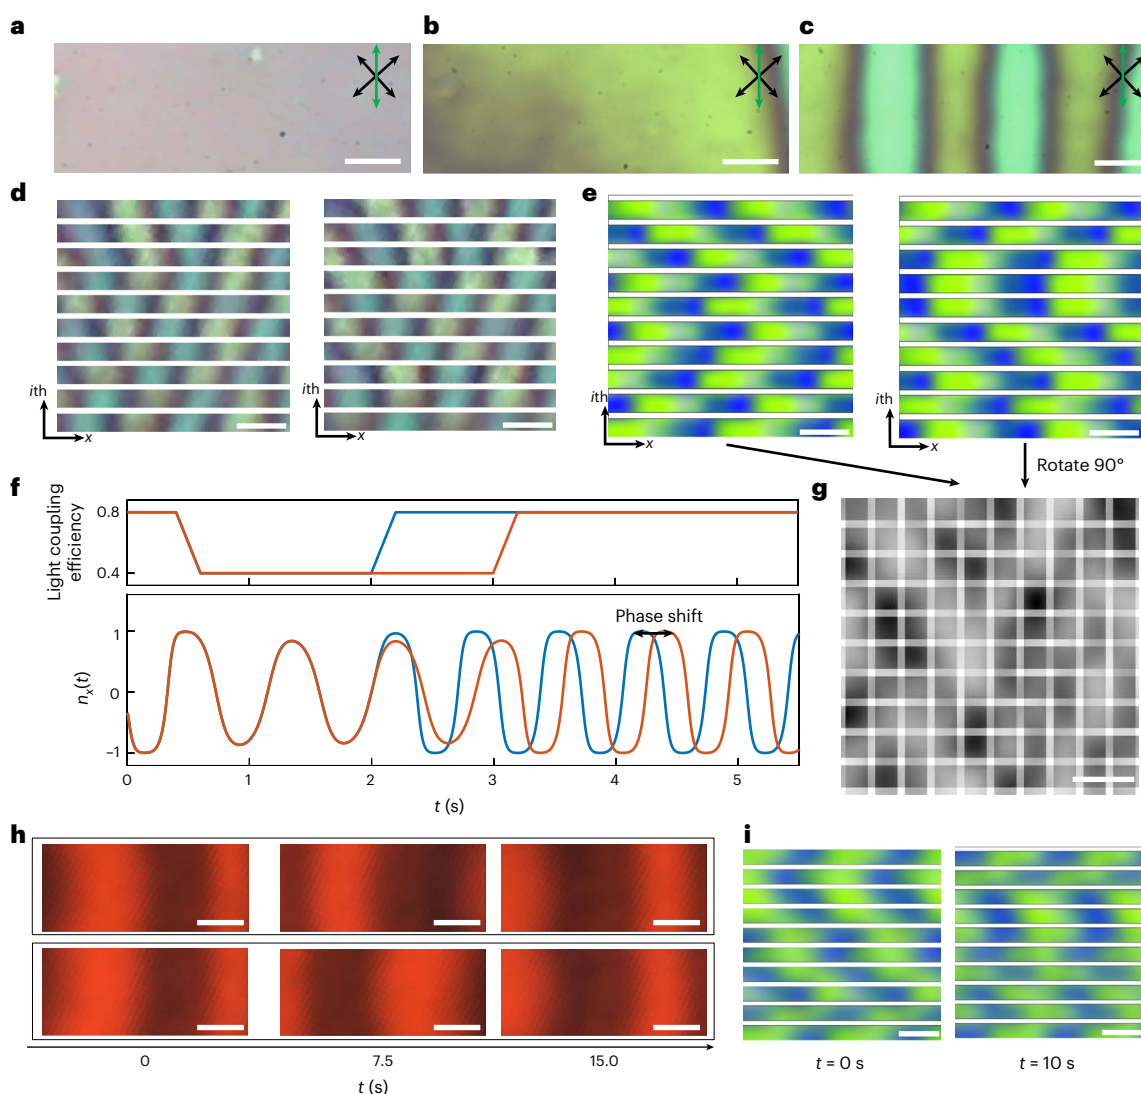 a
b
c
d
e
ith
x
x
ith
x
ith
x
Rotate 90°
f
g
Light coupling
efficiency
0.8
0.4
Phase shift
nx(t)
1
0
−1
0
1
2
3
4
5
t (s)
h
i
0
7.5
15.0
t (s)
t = 0 s
t = 10 s